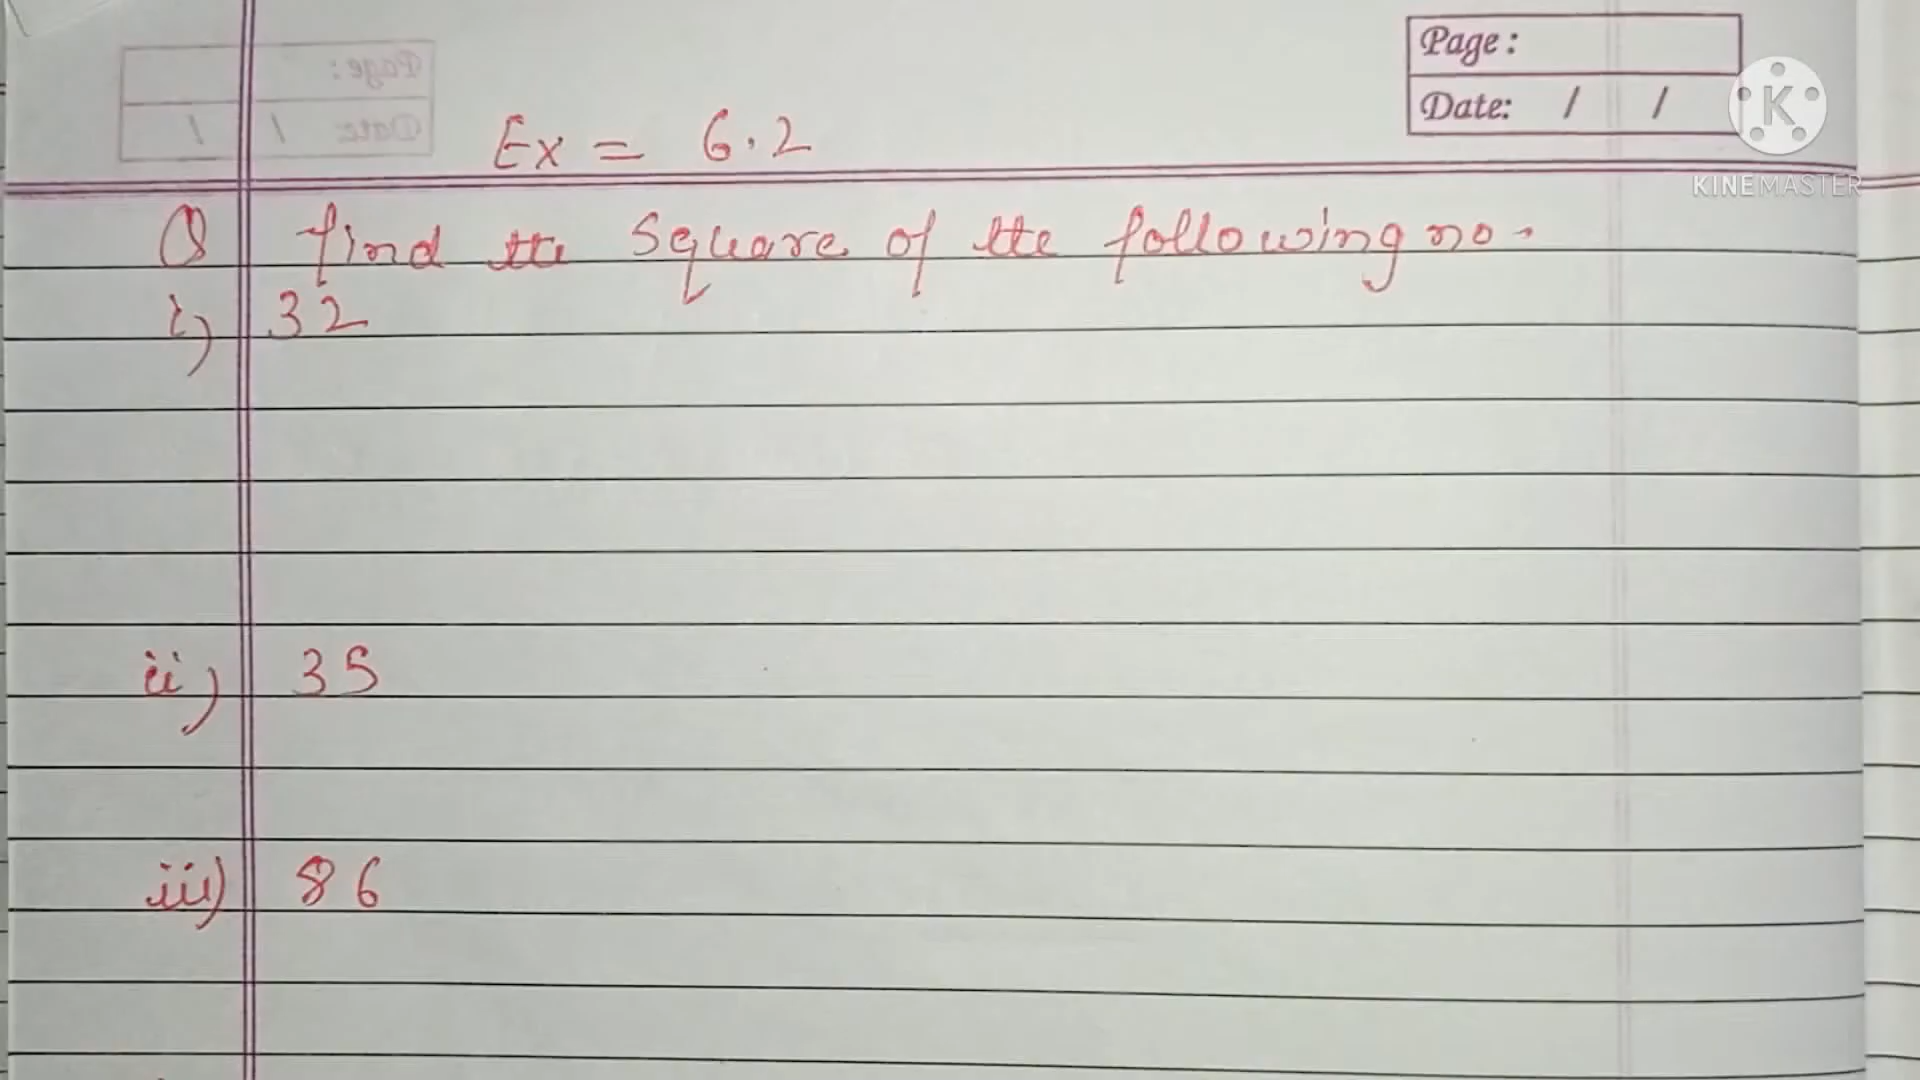 Page:
Date: / /
Ex = 6.2
Q find the Square of the following no.
i) 32
ii) 35
iii) 86
KINEMASTER